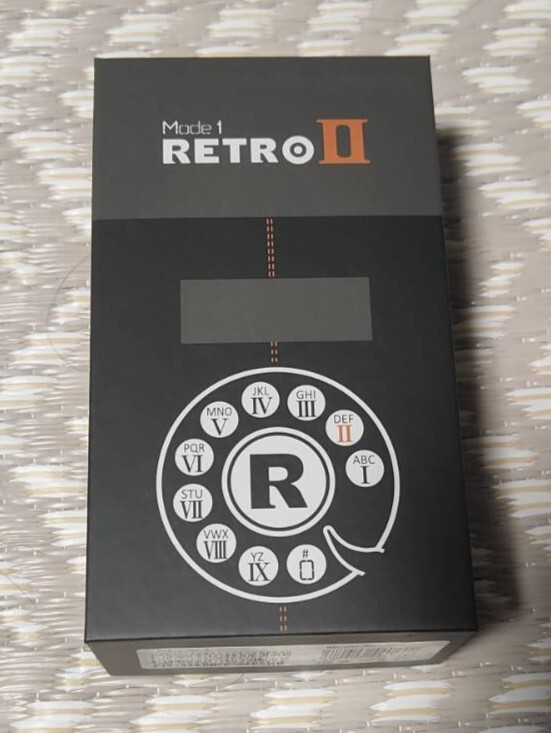 Mode 1
RETRO II
JKL
IV
GHI
III
MNO
V
DEF
II
PQR
VI
ABC
I
R
STU
VII
VWX
VIII
YZ
IX
#
0